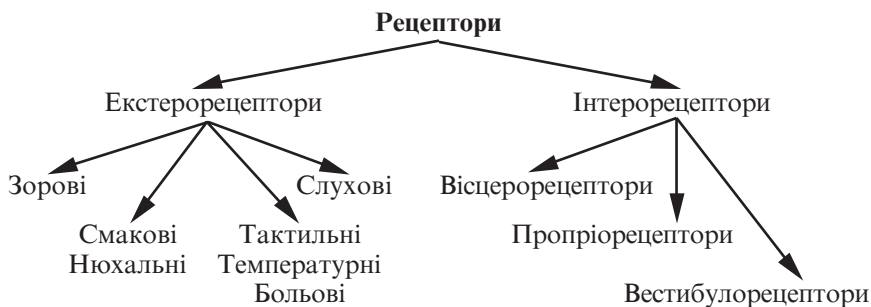 Рецептори
Екстерорецептори
Інтерорецептори
Зорові
Слухові
Вісцерорецептори
Смакові
Нюхальні
Тактильні
Температурні
Больові
Пропріорецептори
Вестибулорецептори